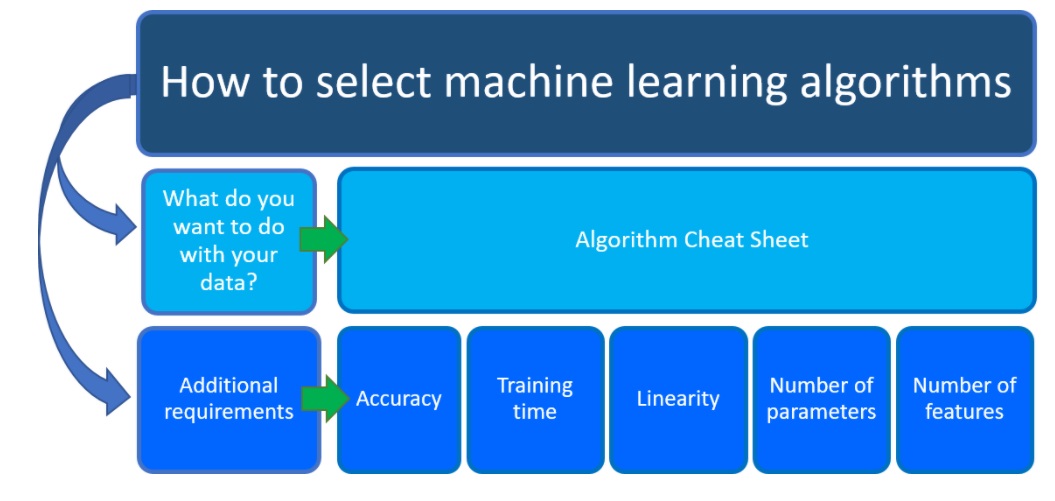 How to select machine learning algorithms
What do you
want to do
with your
data?
Algorithm Cheat Sheet
Additional
requirements
Accuracy
Training
time
Linearity
Number of
parameters
Number of
features